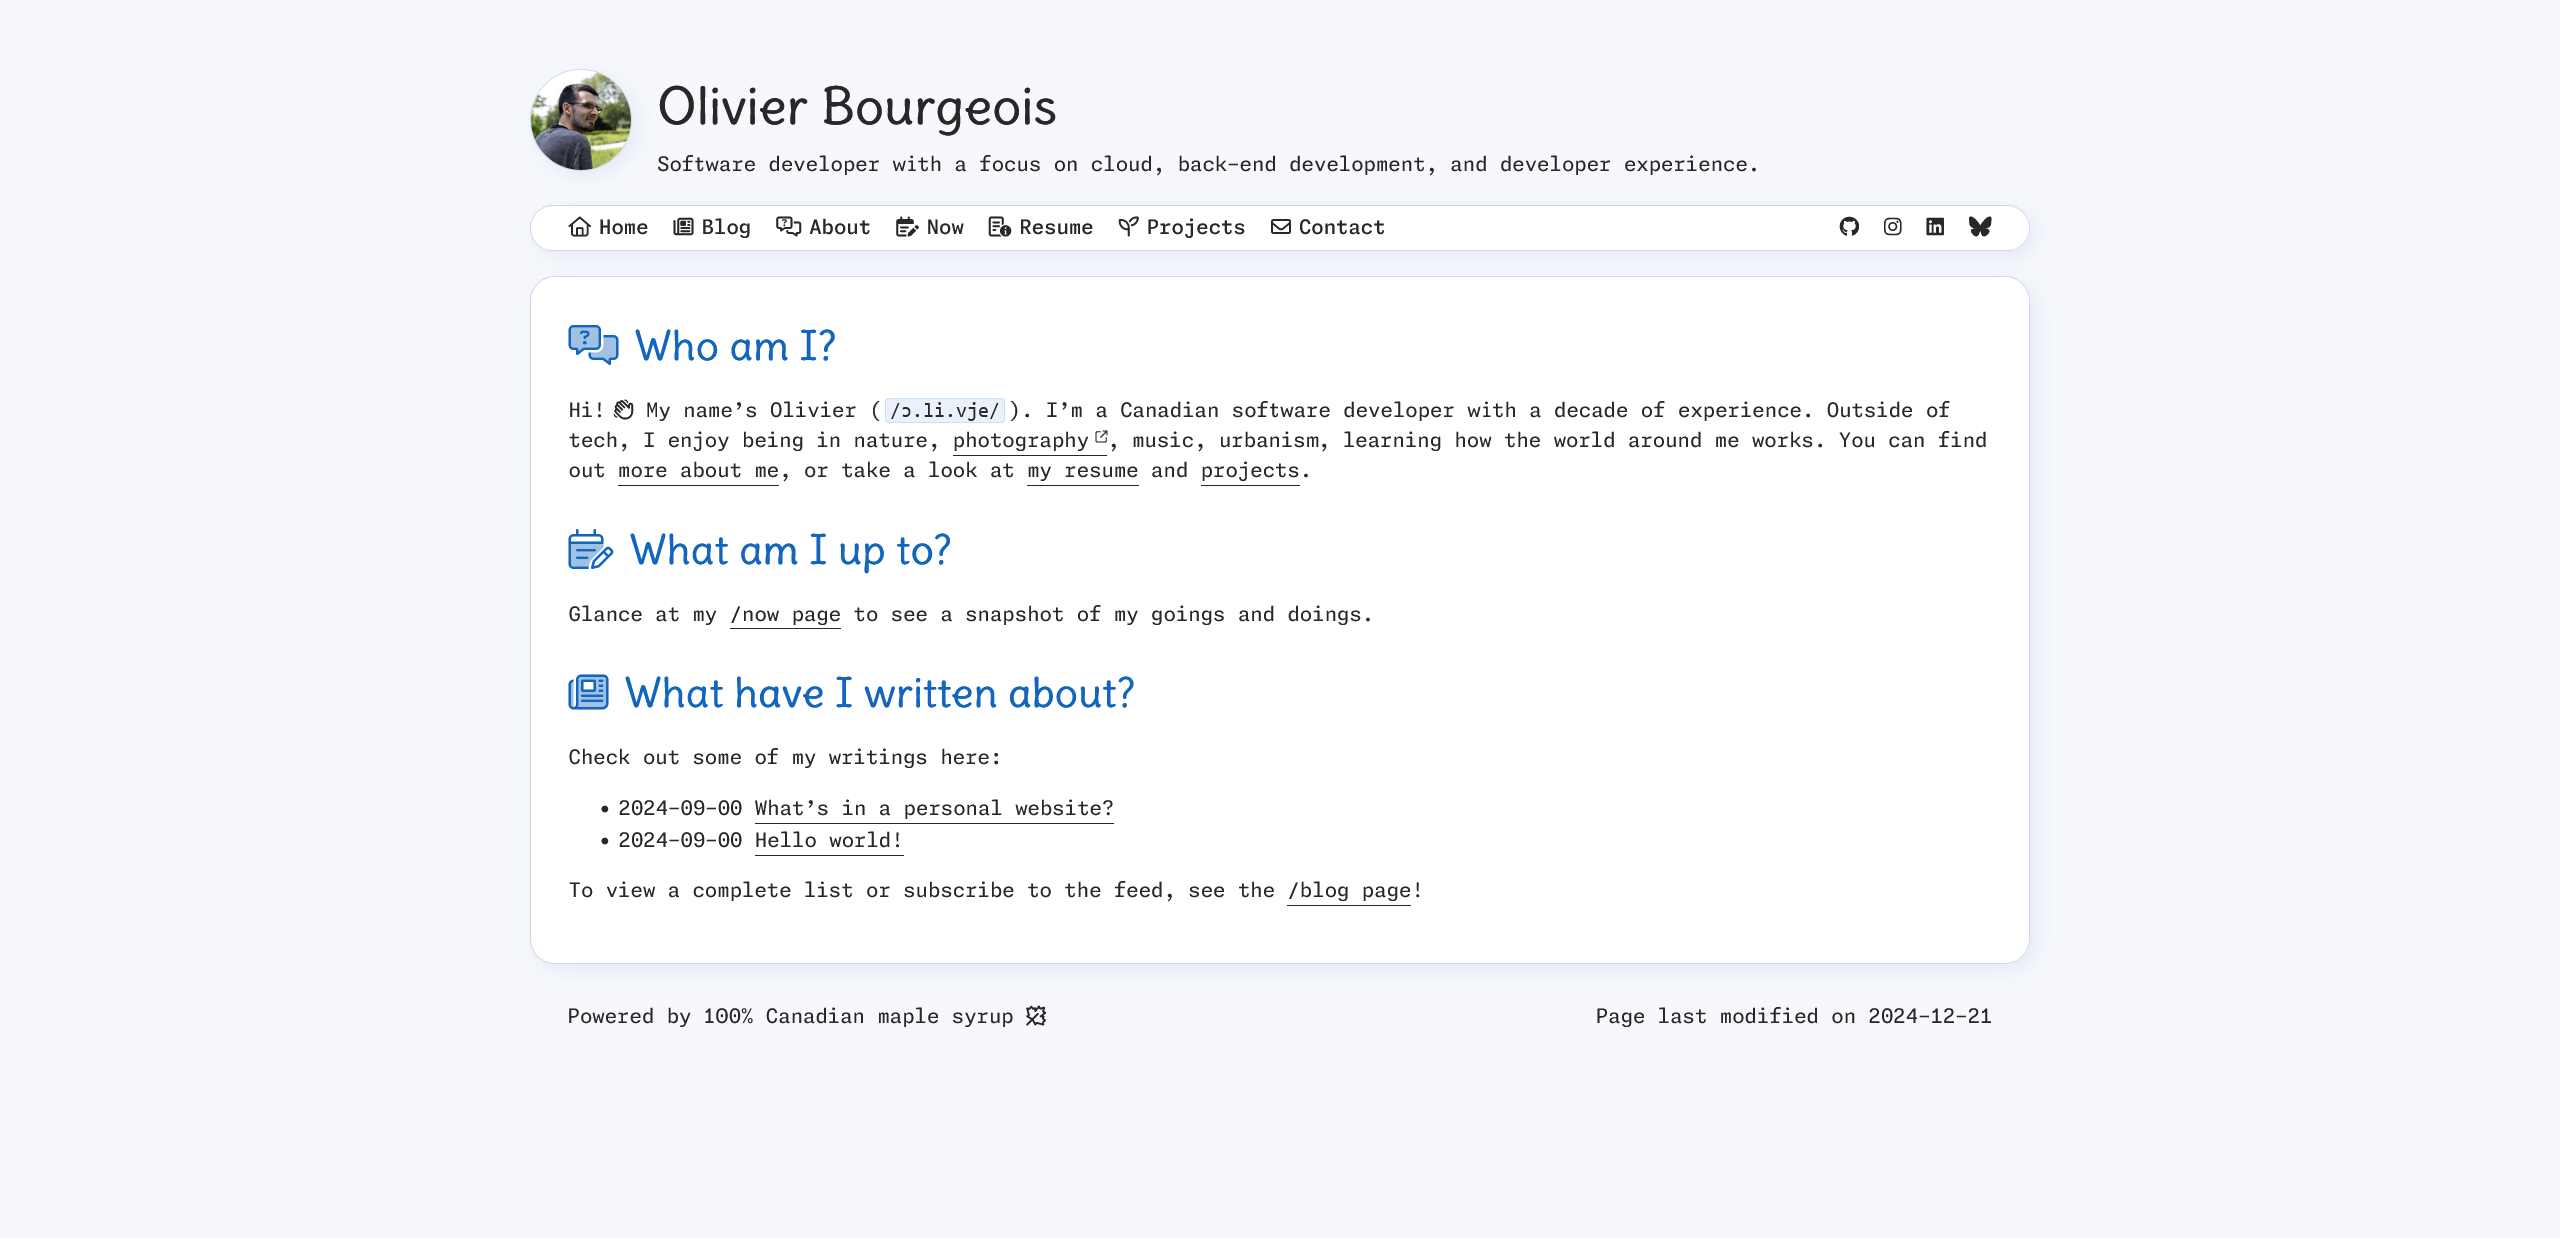 Olivier Bourgeois
Software developer with a focus on cloud, back-end development, and developer experience.
Home Blog About Now Resume Projects Contact
Who am I?
Hi! My name’s Olivier ( /ɔ.li.vje/ ). I’m a Canadian software developer with a decade of experience. Outside of
tech, I enjoy being in nature, photography, music, urbanism, learning how the world around me works. You can find
out more about me, or take a look at my resume and projects.
What am I up to?
Glance at my /now page to see a snapshot of my goings and doings.
What have I written about?
Check out some of my writings here:
• 2024-09-00 What’s in a personal website?
• 2024-09-00 Hello world!
To view a complete list or subscribe to the feed, see the /blog page!
Powered by 100% Canadian maple syrup
Page last modified on 2024-12-21